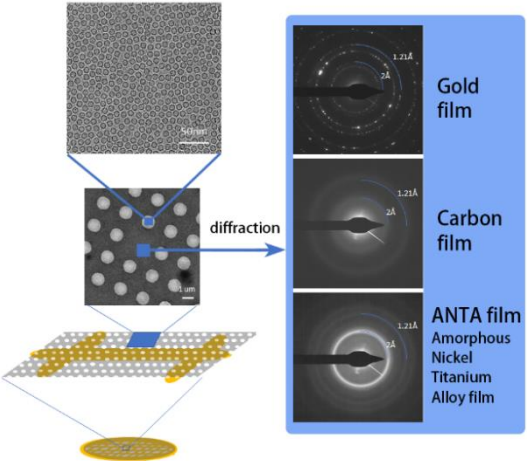 50nm
diffraction
1 um
1.21Å
2Å
Gold
film
1.21Å
2Å
Carbon
film
1.21Å
2Å
ANTA film
Amorphous
Nickel
Titanium
Alloy film